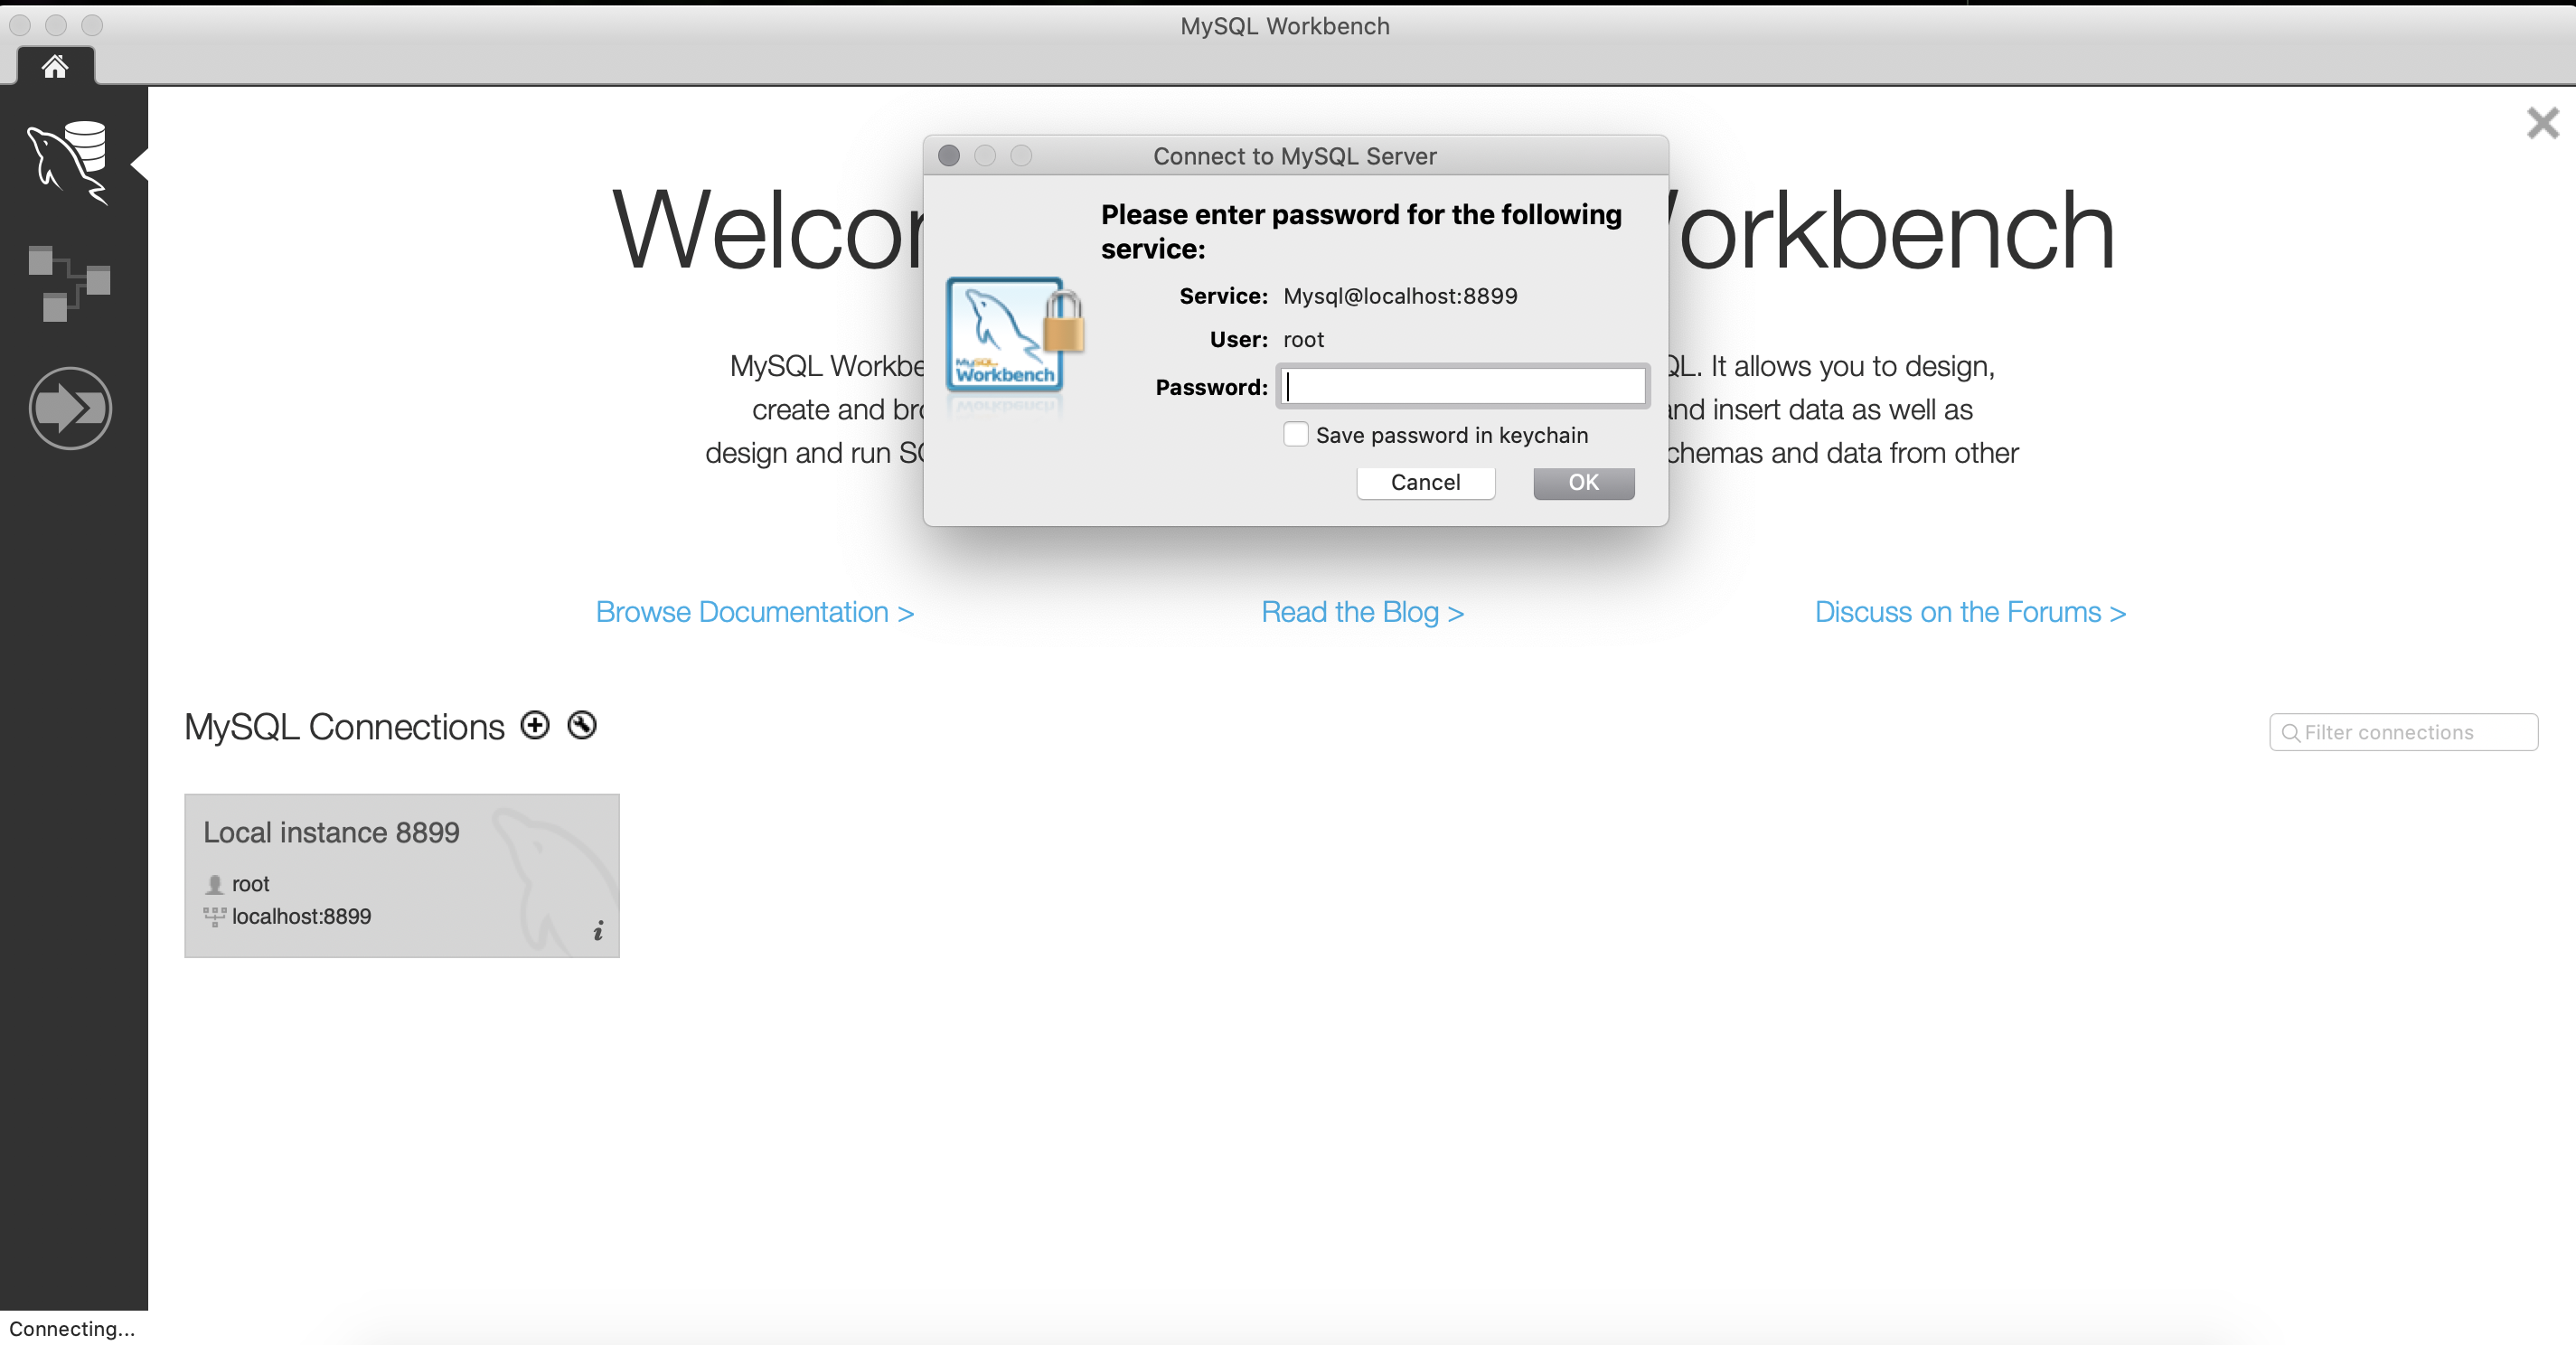 MySQL Workbench
Connect to MySQL Server
Please enter password for the following
service:
Service: Mysql@localhost:8899
User: root
Password:
Save password in keychain
Cancel OK
MySQL
Workbench
Welco orkbench
MySQL Workbe QL. It allows you to design,
create and bro and insert data as well as
design and run SQ chemas and data from other
Browse Documentation > Read the Blog > Discuss on the Forums >
MySQL Connections
Filter connections
Local instance 8899
root
localhost:8899
i
Connecting...